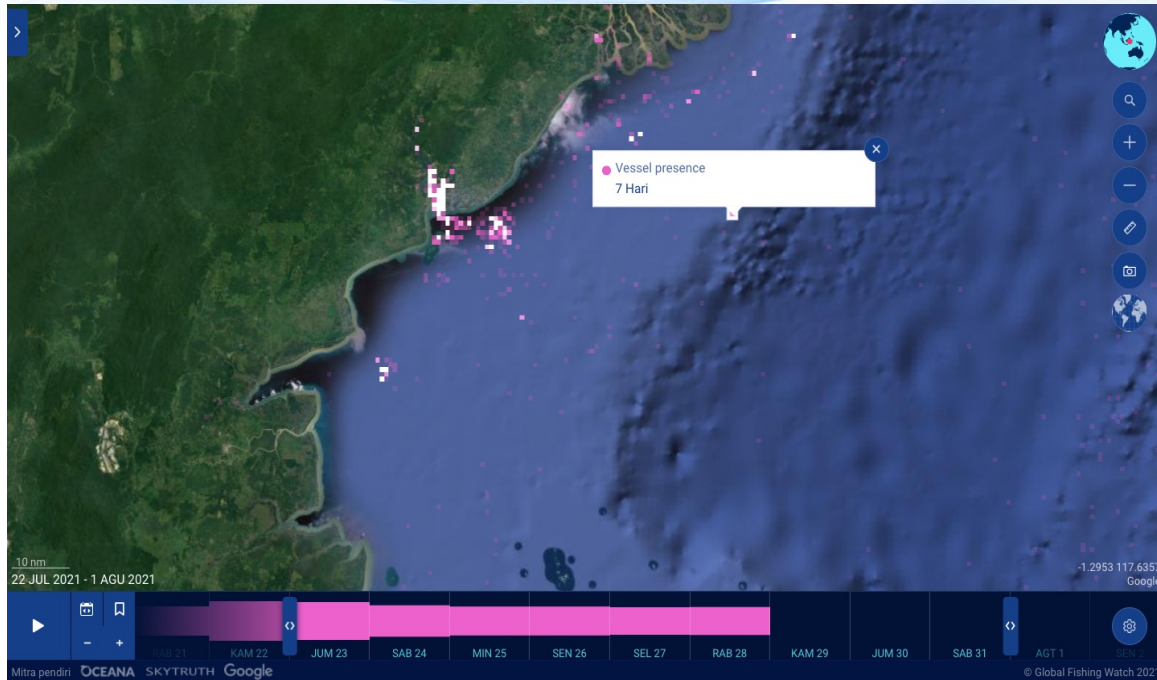 Vessel presence
7 Hari
10 nm
22 JUL 2021 - 1 AGU 2021
-1.2953 117.6357
Google
RAB 21
KAM 22
JUM 23
SAB 24
MIN 25
SEN 26
SEL 27
RAB 28
KAM 29
JUM 30
SAB 31
AGT 1
SEN 2
Mitra pendiri OCEANA SKYTRUTH Google
© Global Fishing Watch 2021